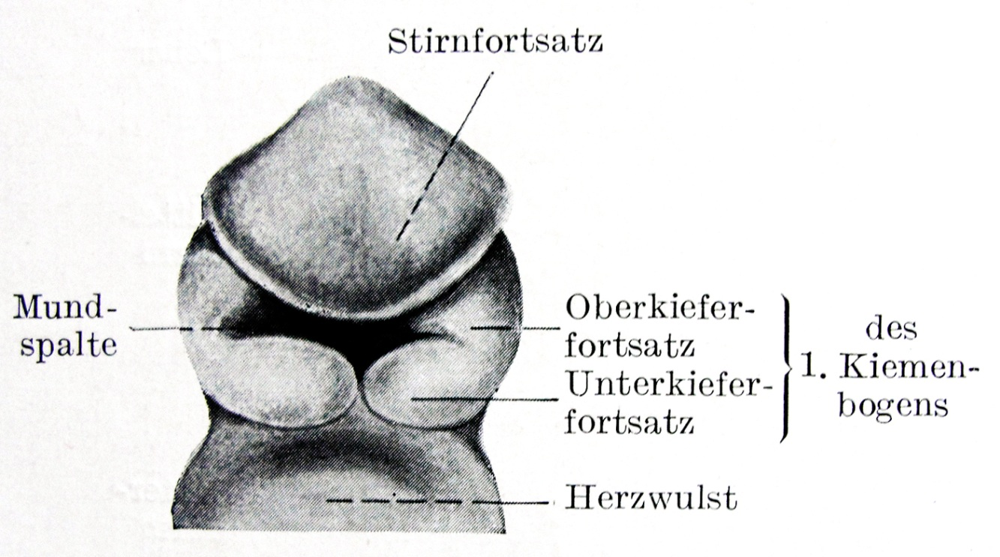 Stirnfortsatz
Mund-
spalte
Oberkiefer-
fortsatz
Unterkiefer-
fortsatz
des
1. Kiemen-
bogens
Herzwulst